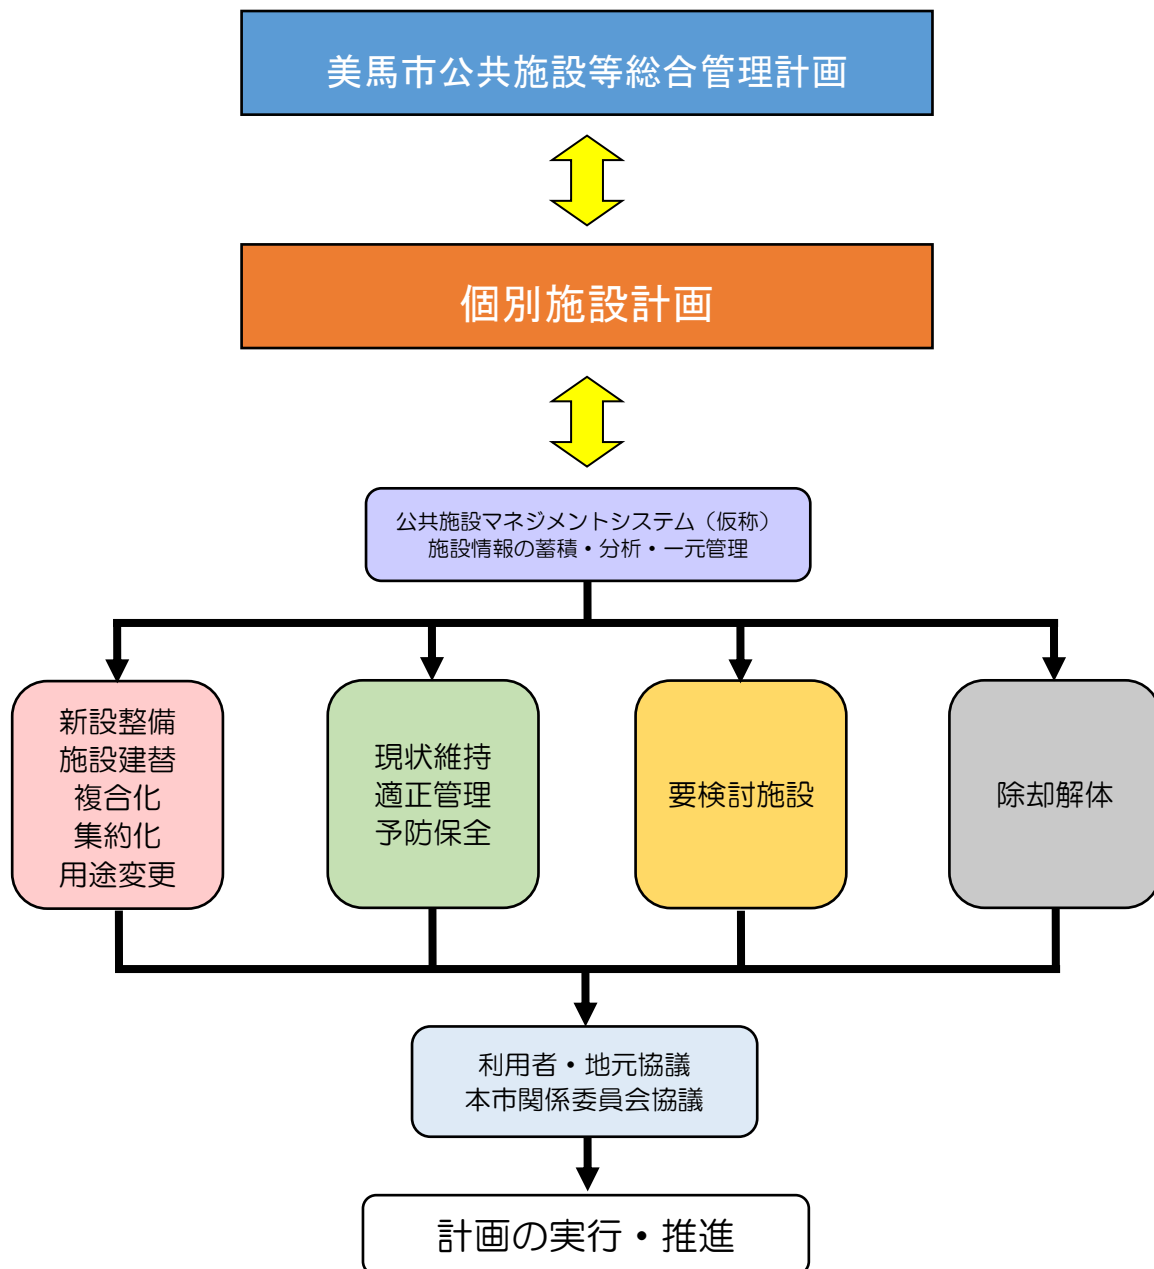 美馬市公共施設等総合管理計画
個別施設計画
公共施設マネジメントシステム（仮称）
施設情報の蓄積・分析・一元管理
新設整備
施設建替
複合化
集約化
用途変更
現状維持
適正管理
予防保全
要検討施設
除却解体
利用者・地元協議
本市関係委員会協議
計画の実行・推進